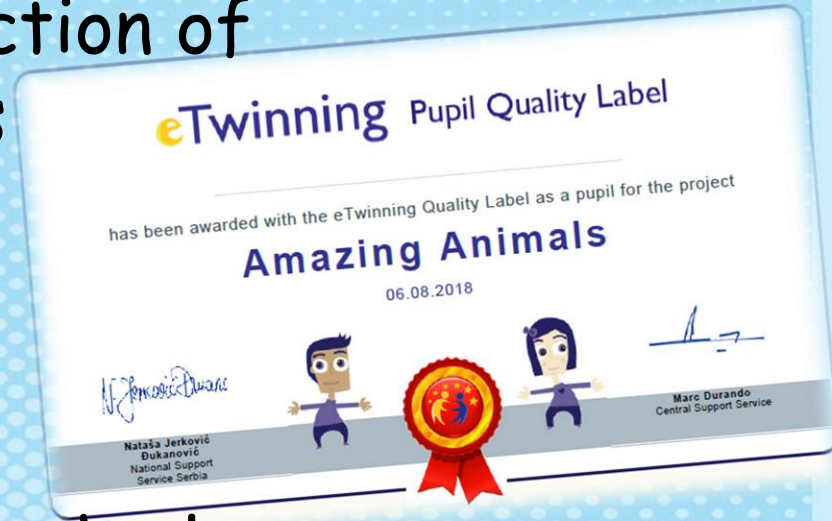 ction of
eTwinning Pupil Quality Label
has been awarded with the eTwinning Quality Label as a pupil for the project
Amazing Animals
06.08.2018
Nataša Jerković
Đukanović
National Support
Service Serbia
Marc Durando
Central Support Service